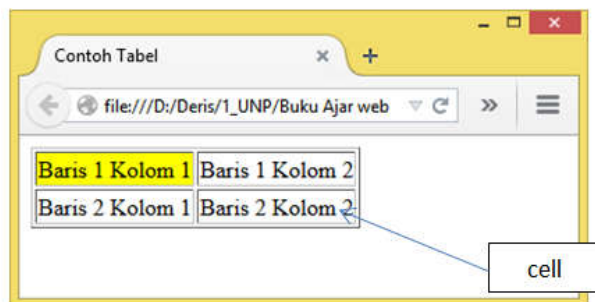 Contoh Tabel
file:///D:/Deris/1_UNP/Buku Ajar web
Baris 1 Kolom 1 Baris 1 Kolom 2
Baris 2 Kolom 1 Baris 2 Kolom 2
cell